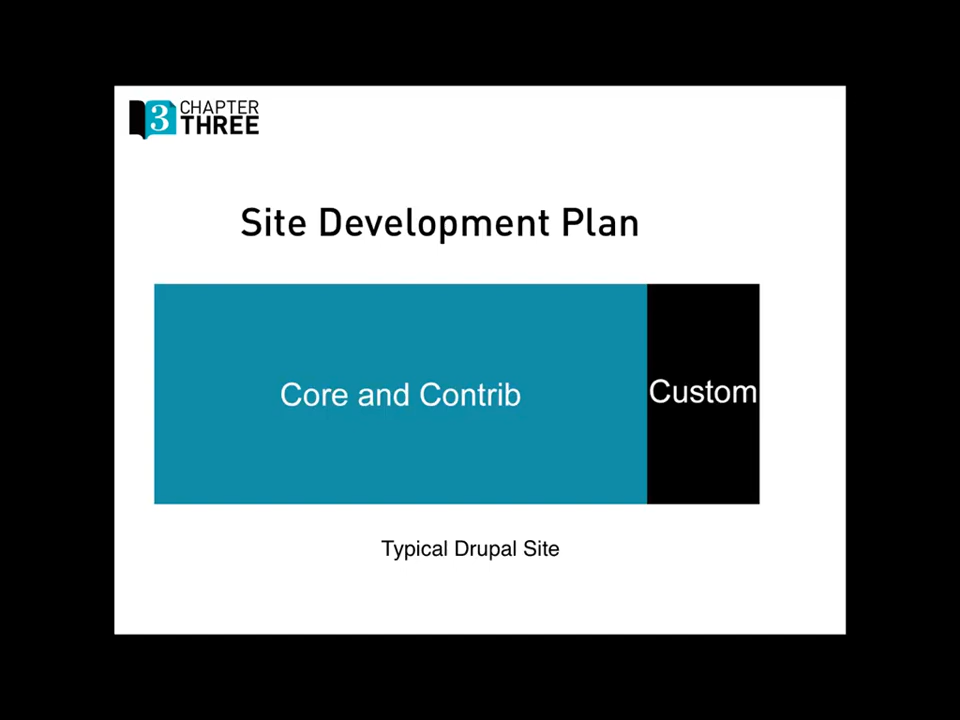 3 CHAPTER
THREE
Site Development Plan
Core and Contrib
Custom
Typical Drupal Site